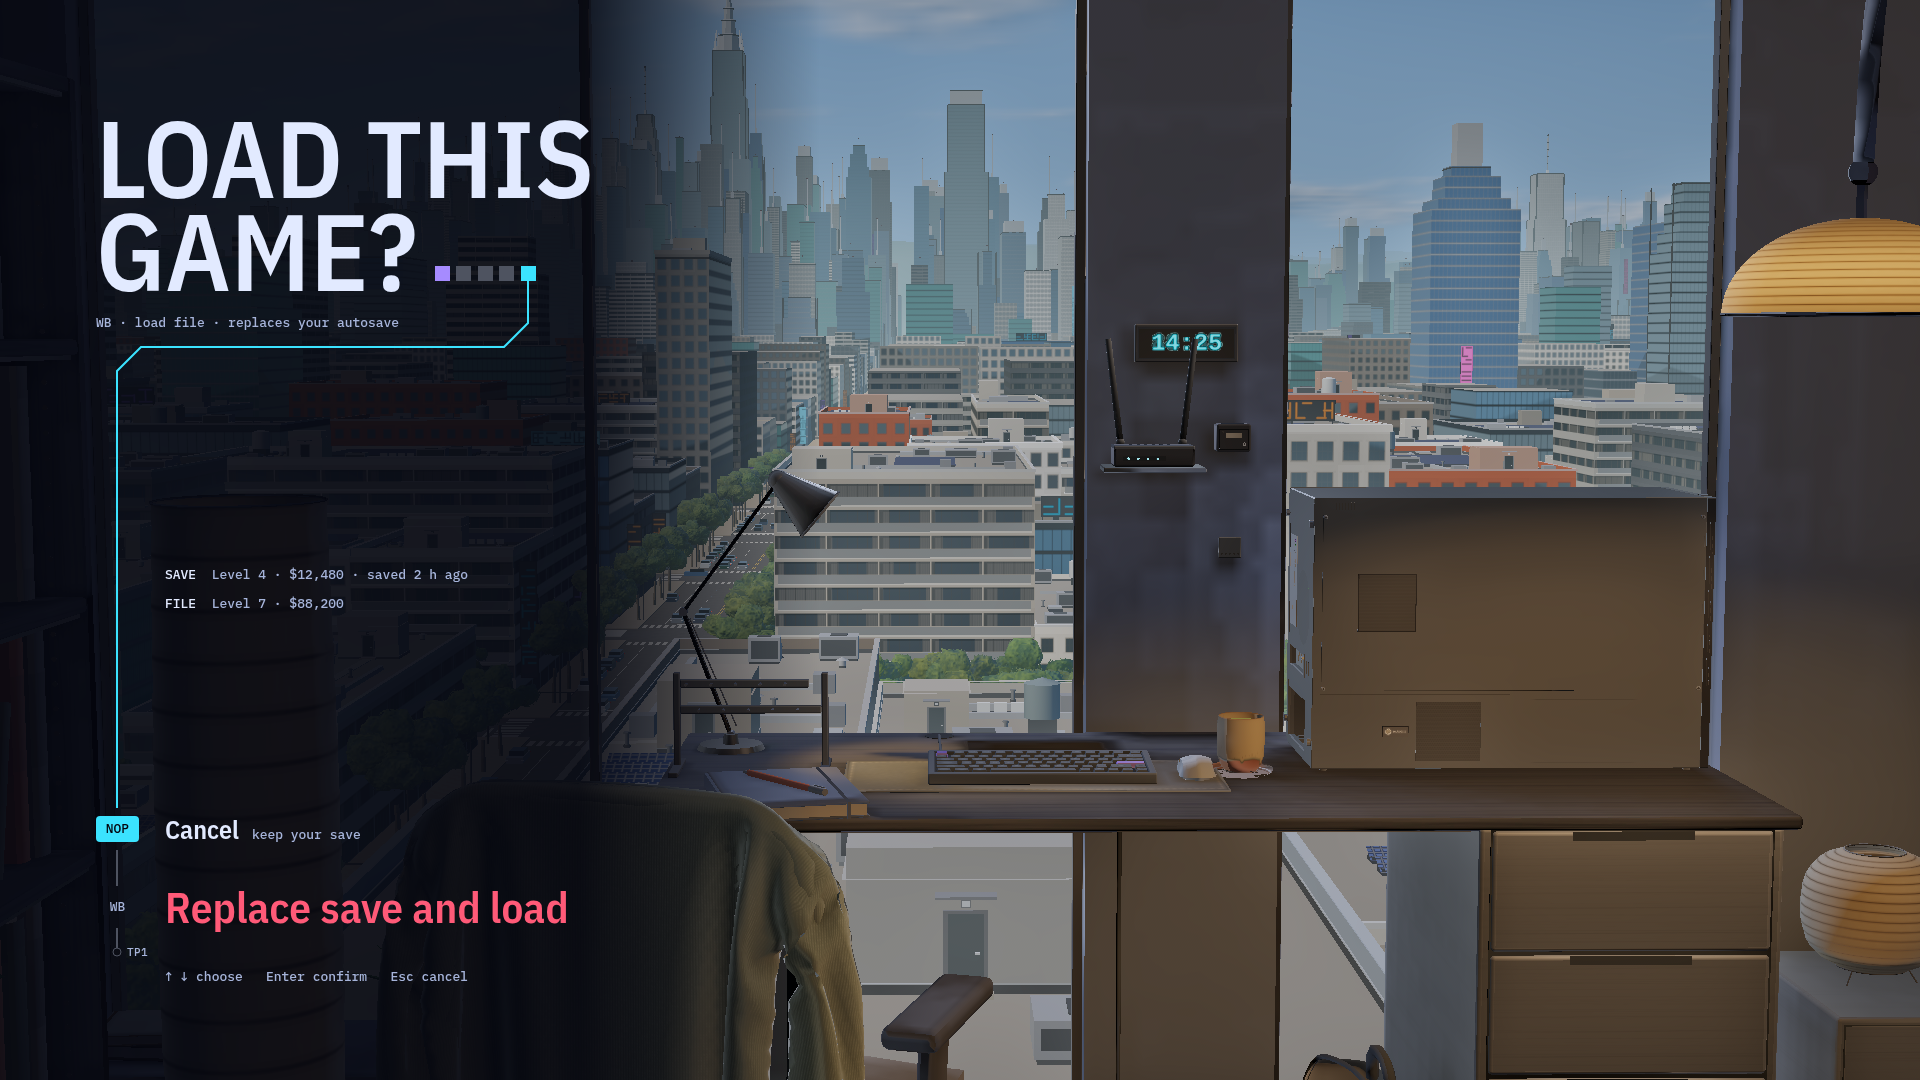 LOAD THIS
GAME?
WB · load file · replaces your autosave
14:25
SAVE Level 4 · $12,480 · saved 2 h ago
FILE Level 7 · $88,200
NOP Cancel keep your save
WB Replace save and load
TP1
↑ ↓ choose Enter confirm Esc cancel